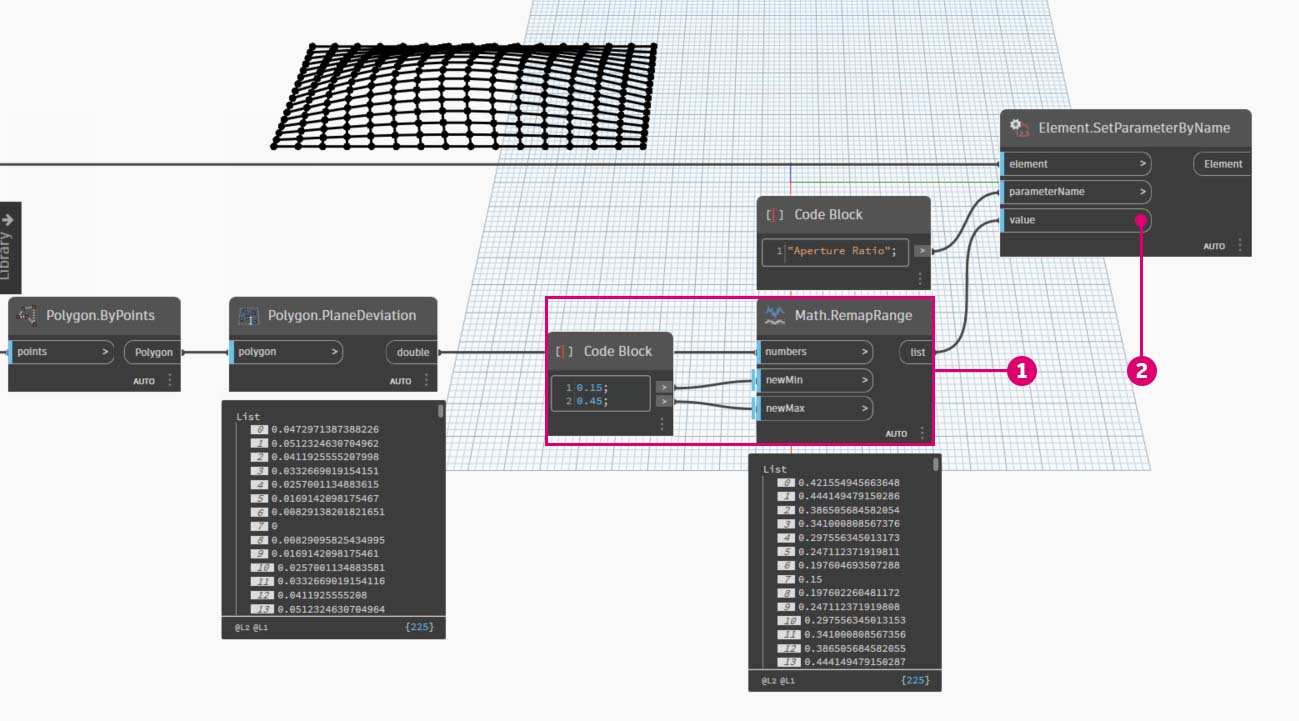 Element.SetParameterByName
element >
Element
parameterName >
value
AUTO
[ ] Code Block
1 "Aperture Ratio";
>
Library
Polygon.ByPoints
points >
Polygon
AUTO
Polygon.PlaneDeviation
polygon >
double
AUTO
List
0 0.0472971387388226
1 0.0512324630704962
2 0.0411925555207998
3 0.0332669019154151
4 0.0257001134883615
5 0.0169142098175467
6 0.00829138201821651
7 0
8 0.00829095825434995
9 0.0169142098175461
10 0.0257001134883581
11 0.0332669019154116
12 0.0411925555208
13 0.0512324630704964
@L2 @L1
{225}
[ ] Code Block
1 0.15;
>
2 0.45;
>
Math.RemapRange
numbers >
list
newMin >
newMax >
AUTO
1
2
List
0 0.421554945663648
1 0.444149479150286
2 0.386505684582054
3 0.341000808567376
4 0.297556345013173
5 0.247112371919811
6 0.197604693507288
7 0.15
8 0.197602260481172
9 0.247112371919808
10 0.297556345013153
11 0.341000808567356
12 0.386505684582055
13 0.444149479150287
@L2 @L1
{225}